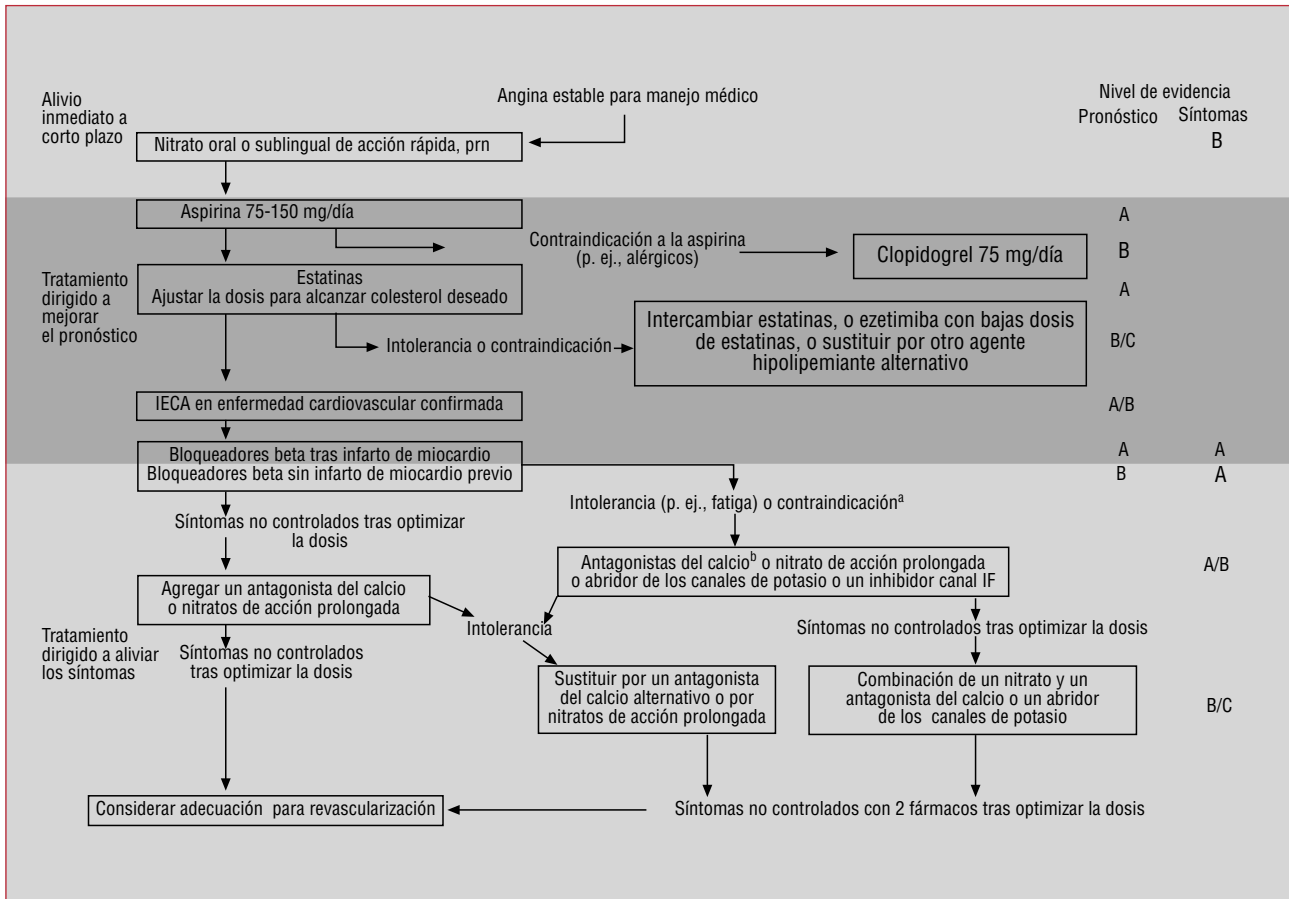 Alivio
inmediato a
corto plazo
Angina estable para manejo médico
Nivel de evidencia
Pronóstico Síntomas
Nitrato oral o sublingual de acción rápida, prn
B
Aspirina 75-150 mg/día
A
Contraindicación a la aspirina
(p. ej., alérgicos)
Clopidogrel 75 mg/día
B
Tratamiento
dirigido a
mejorar
el pronóstico
Estatinas
Ajustar la dosis para alcanzar colesterol deseado
A
Intolerancia o contraindicación
Intercambiar estatinas, o ezetimiba con bajas dosis
de estatinas, o sustituir por otro agente
hipolipemiante alternativo
B/C
IECA en enfermedad cardiovascular confirmada
A/B
Bloqueadores beta tras infarto de miocardio
A A
Bloqueadores beta sin infarto de miocardio previo
B A
Intolerancia (p. ej., fatiga) o contraindicaciónª
Síntomas no controlados tras optimizar
la dosis
Antagonistas del calcioᵇ o nitrato de acción prolongada
o abridor de los canales de potasio o un inhibidor canal IF
A/B
Agregar un antagonista del calcio
o nitratos de acción prolongada
Intolerancia
Síntomas no controlados tras optimizar la dosis
Tratamiento
dirigido a aliviar
los síntomas
Síntomas no controlados
tras optimizar la dosis
Sustituir por un antagonista
del calcio alternativo o por
nitratos de acción prolongada
Combinación de un nitrato y un
antagonista del calcio o un abridor
de los canales de potasio
B/C
Considerar adecuación para revascularización
Síntomas no controlados con 2 fármacos tras optimizar la dosis